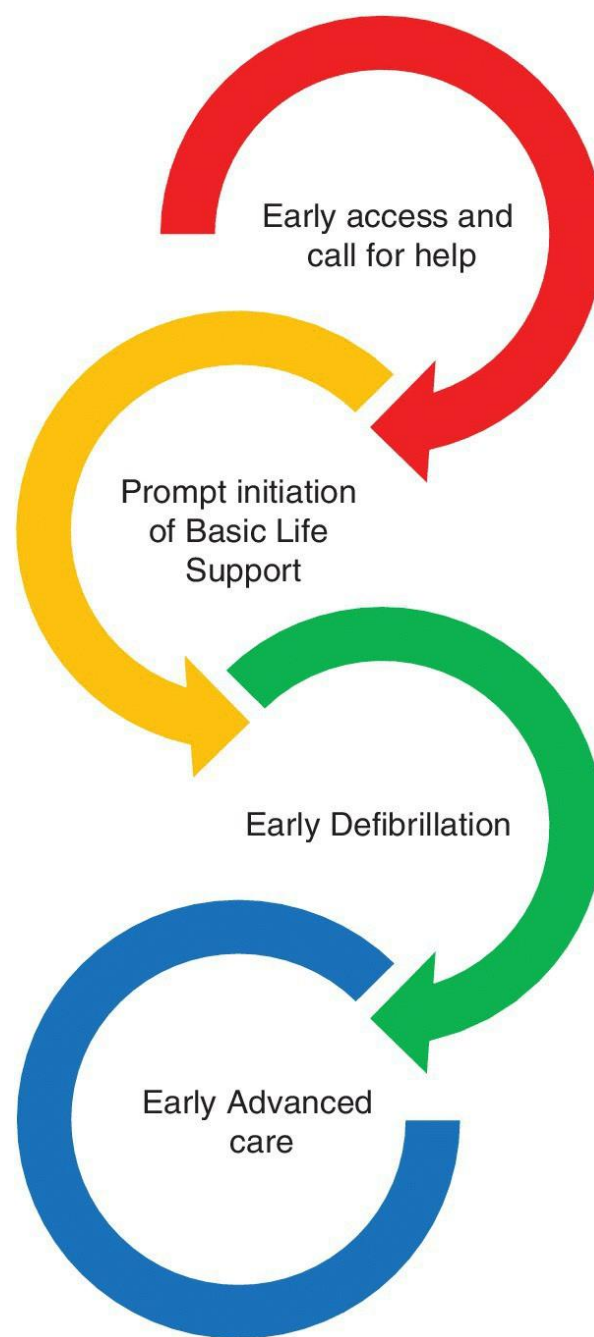 Early access and
call for help
Prompt initiation
of Basic Life
Support
Early Defibrillation
Early Advanced
care